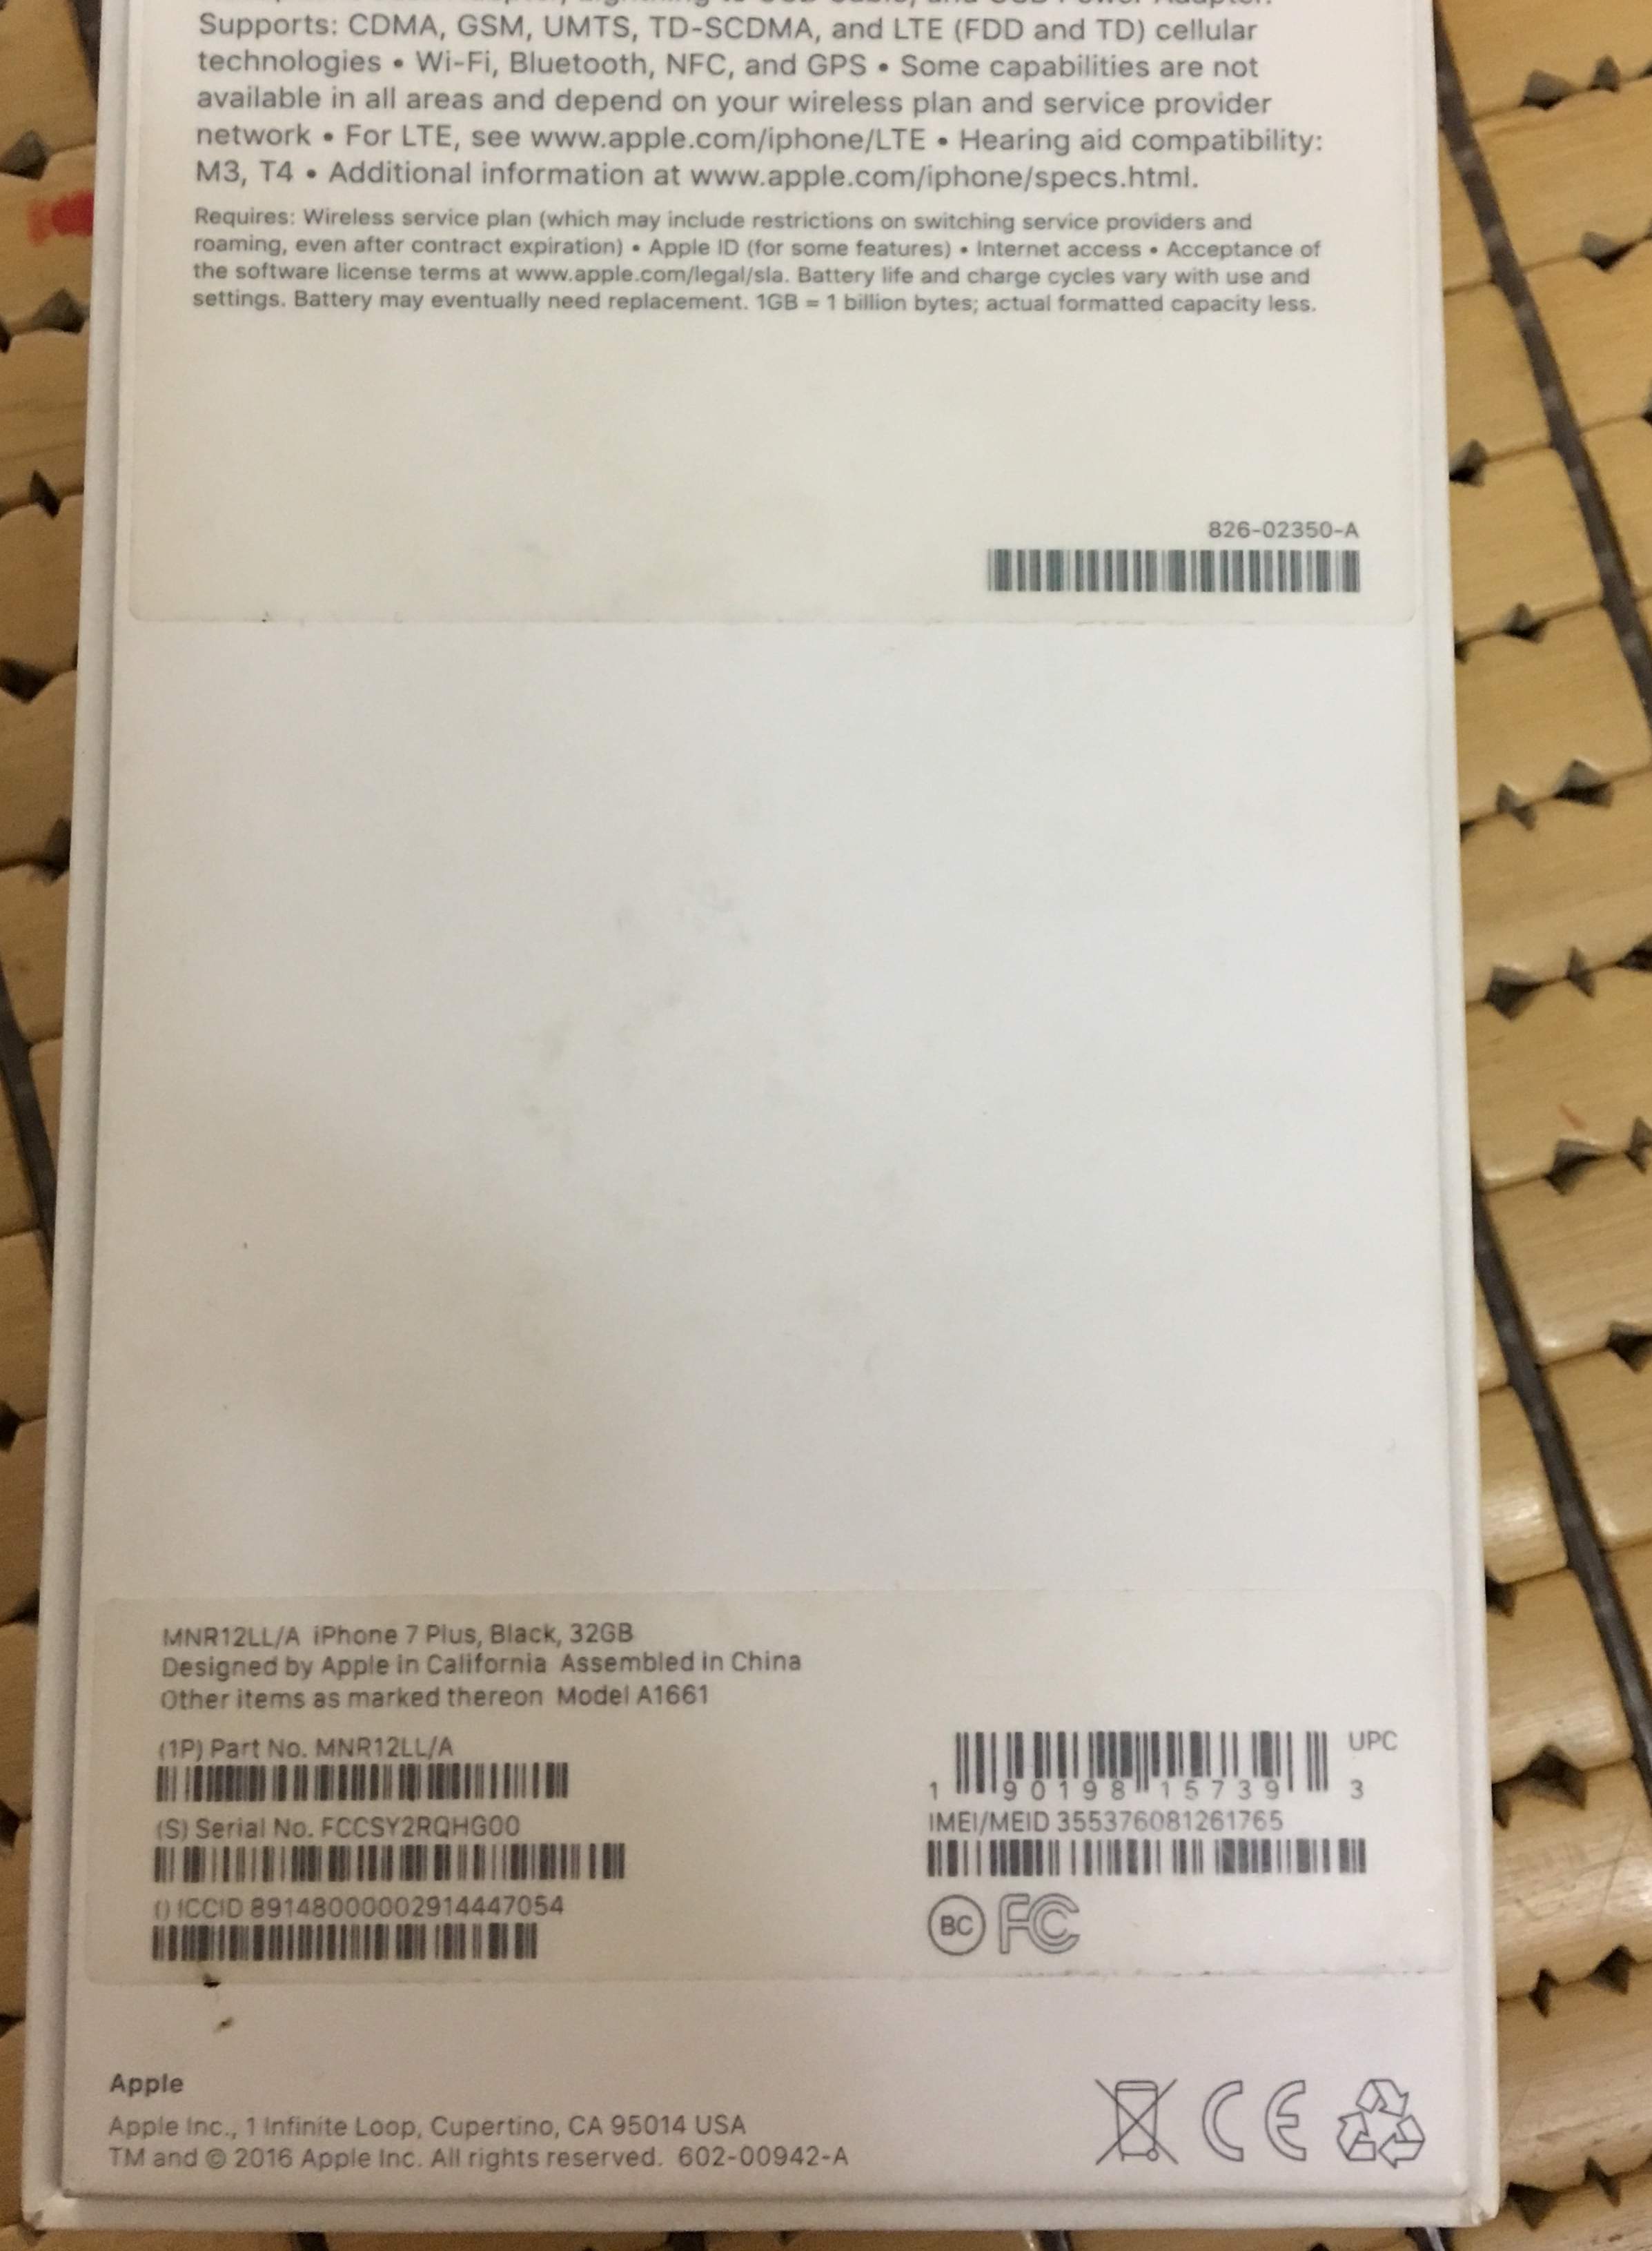 Supports: CDMA, GSM, UMTS, TD-SCDMA, and LTE (FDD and TD) cellular
technologies • Wi-Fi, Bluetooth, NFC, and GPS • Some capabilities are not
available in all areas and depend on your wireless plan and service provider
network • For LTE, see www.apple.com/iphone/LTE • Hearing aid compatibility:
M3, T4 • Additional information at www.apple.com/iphone/specs.html.
Requires: Wireless service plan (which may include restrictions on switching service providers and
roaming, even after contract expiration) • Apple ID (for some features) • Internet access • Acceptance of
the software license terms at www.apple.com/legal/sla. Battery life and charge cycles vary with use and
settings. Battery may eventually need replacement. 1GB = 1 billion bytes; actual formatted capacity less.
826-02350-A
MNR12LL/A iPhone 7 Plus, Black, 32GB
Designed by Apple in California Assembled in China
Other items as marked thereon Model A1661
(1P) Part No. MNR12LL/A
(S) Serial No. FCCSY2RQHG00
() ICCID 89148000002914447054
UPC
1 90198 15739 3
IMEI/MEID 355376081261765
BC FC
Apple
Apple Inc., 1 Infinite Loop, Cupertino, CA 95014 USA
TM and © 2016 Apple Inc. All rights reserved. 602-00942-A
CE